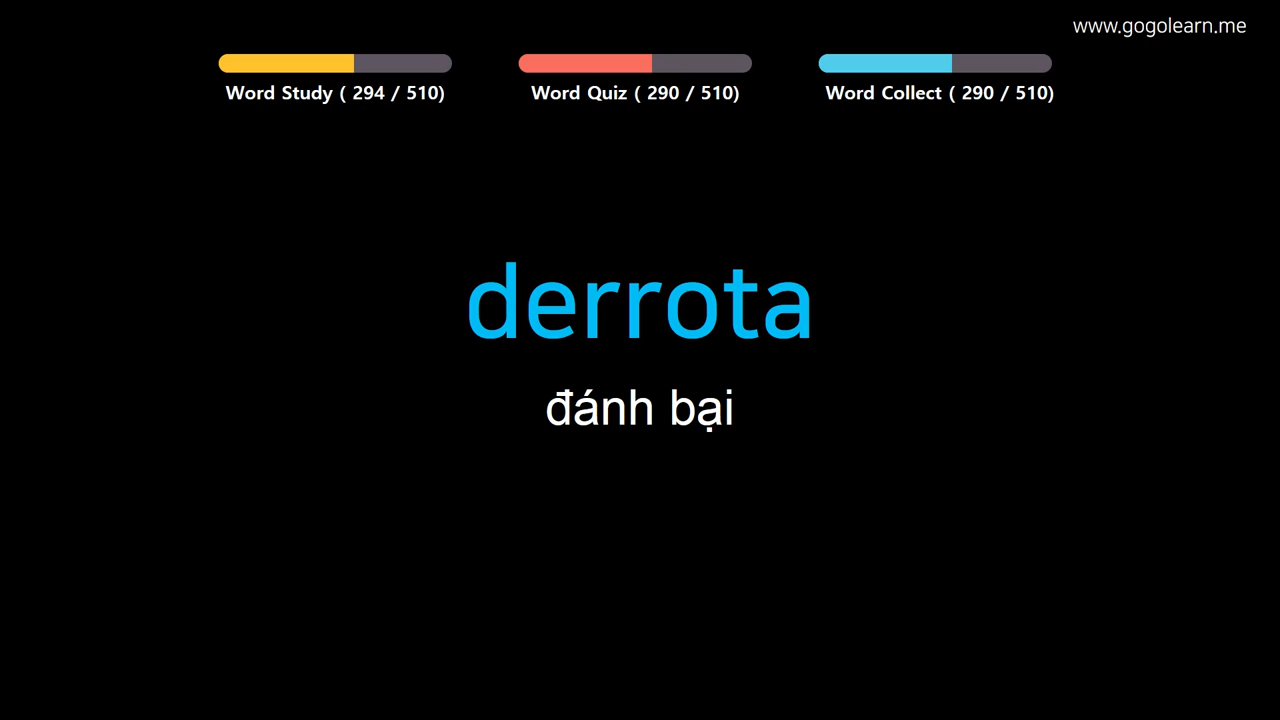 www.gogolearn.me
Word Study ( 294 / 510)
Word Quiz ( 290 / 510)
Word Collect ( 290 / 510)
derrota
đánh bại